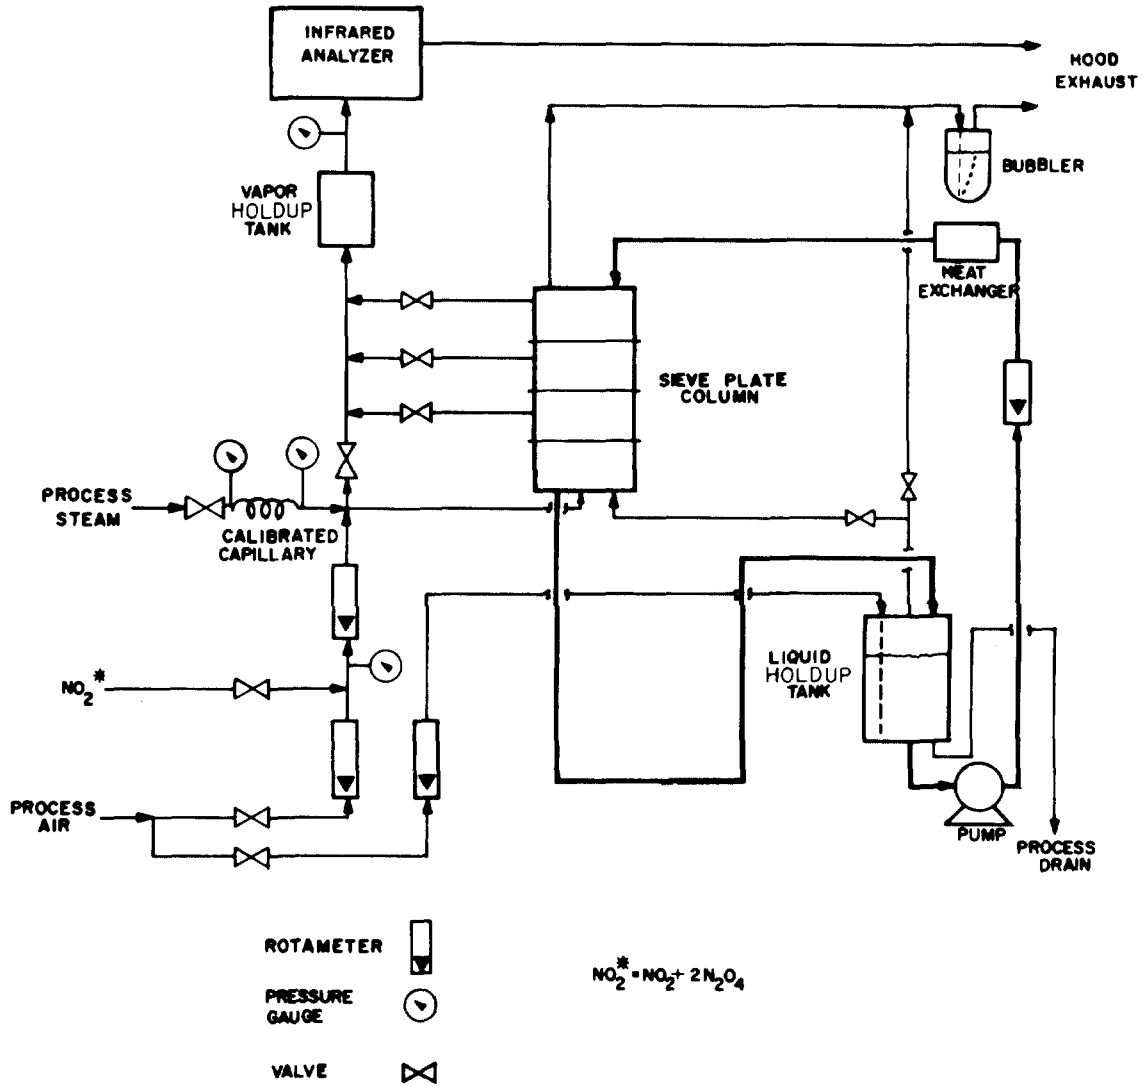 INFRARED
ANALYZER
HOOD
EXHAUST
BUBBLER
VAPOR
HOLDUP
TANK
HEAT
EXCHANGER
SIEVE PLATE
COLUMN
PROCESS
STEAM
CALIBRATED
CAPILLARY
LIQUID
HOLDUP
TANK
NO₂*
PROCESS
AIR
PUMP
PROCESS
DRAIN
ROTAMETER
PRESSURE
GAUGE
VALVE
NO₂* = NO₂ + 2N₂O₄